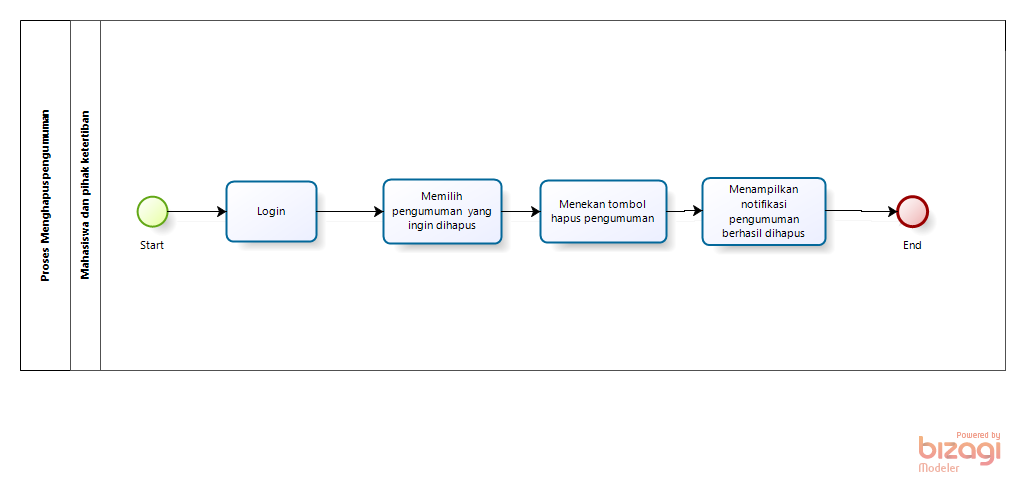 Proses Menghapuspengumuman
Mahasiswa dan pihak ketertiban
Start
Login
Memilih
pengumuman yang
ingin dihapus
Menekan tombol
hapus pengumuman
Menampilkan
notifikasi
pengumuman
berhasil dihapus
End
Powered by
bizagi
Modeler